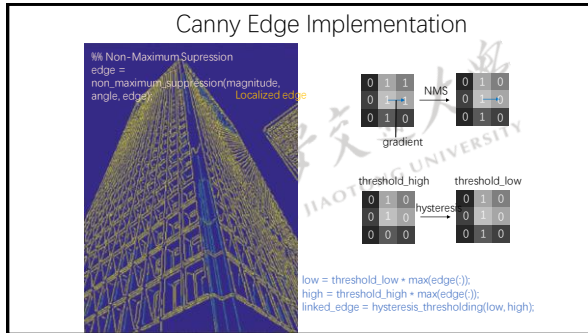 Canny Edge Implementation
%% Non-Maximum Supression
edge =
non_maximum_suppression(magnitude,
angle, edge);
Localized edge
0 1 1
0 1 1
0 1 0
NMS
0 1 0
0 1 0
0 1 0
gradient
交
大
JIAOTONG UNIVERSITY
threshold_high
threshold_low
0 1 0
0 1 0
0 0 0
hysteresis
0 1 0
0 1 0
0 1 0
low = threshold_low * max(edge(:));
high = threshold_high * max(edge(:));
linked_edge = hysteresis_thresholding(low, high);